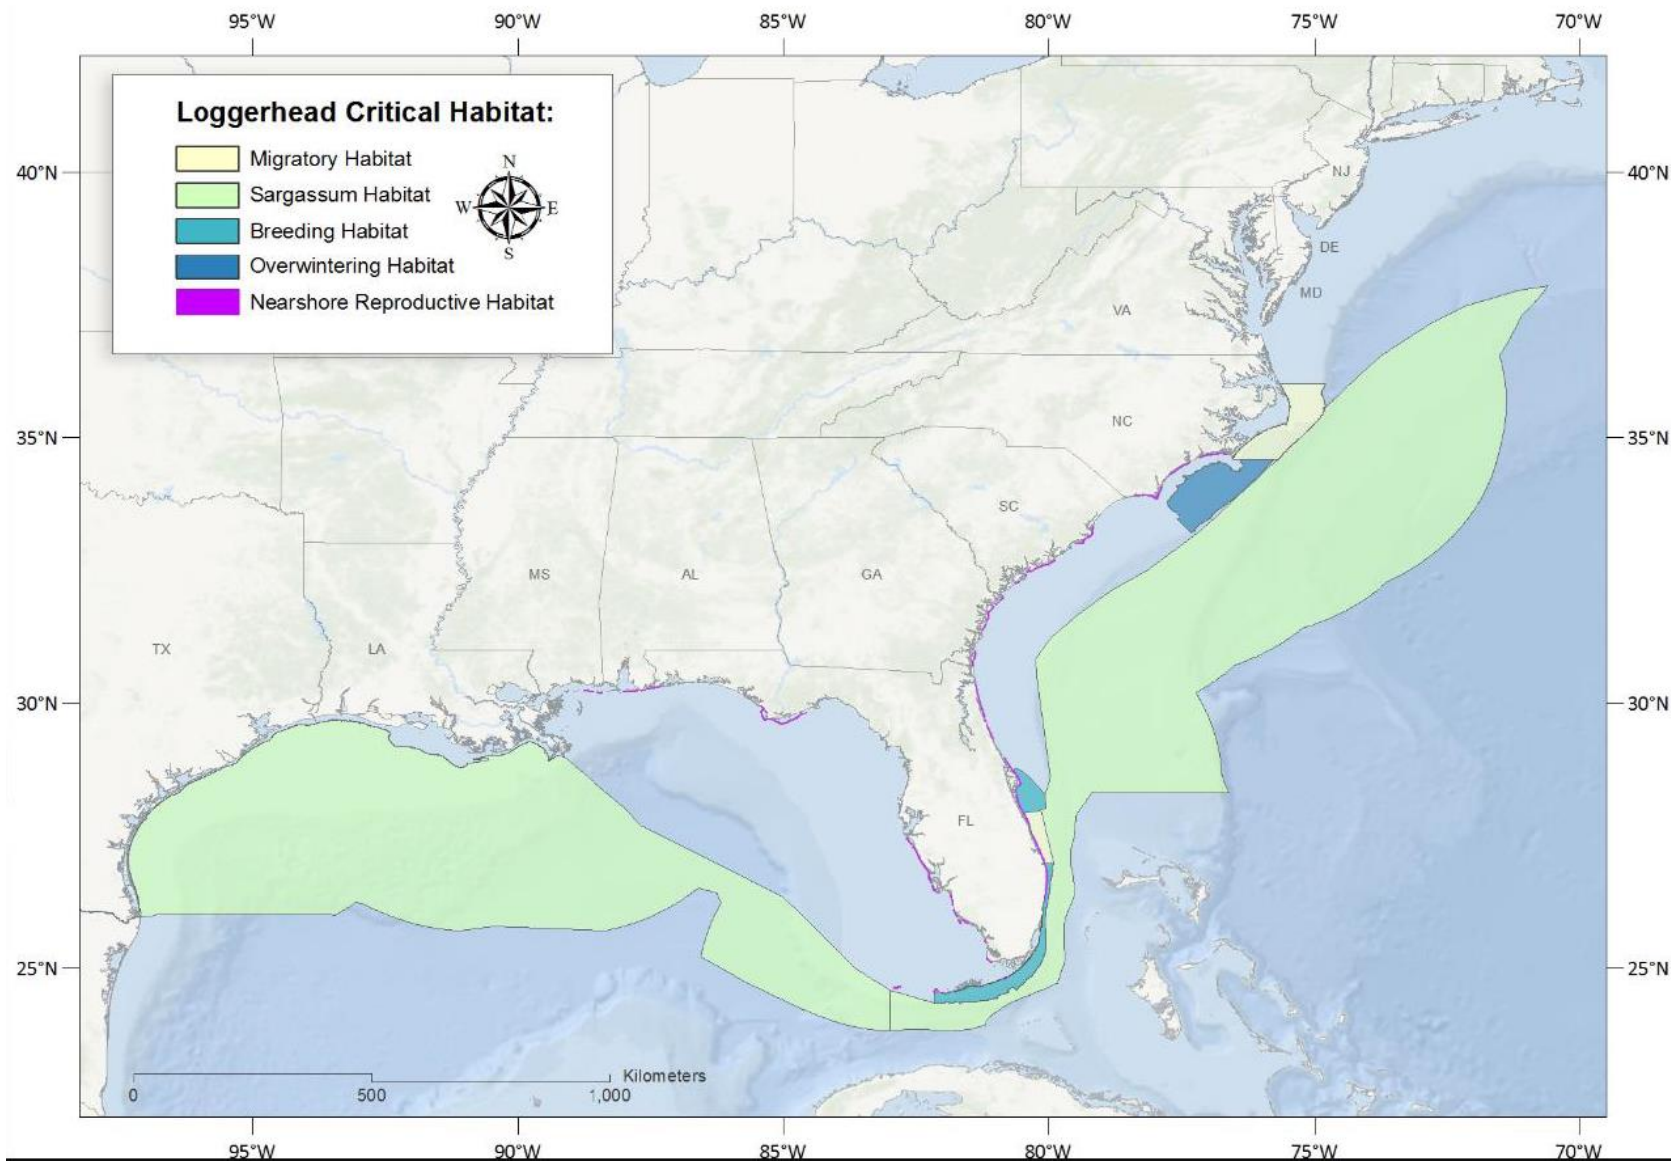 95°W 90°W 85°W 80°W 75°W 70°W
Loggerhead Critical Habitat:
Migratory Habitat
Sargassum Habitat
Breeding Habitat
Overwintering Habitat
Nearshore Reproductive Habitat
N
W E
S
40°N 40°N
NJ
DE
MD
VA
35°N 35°N
NC
SC
MS AL GA
TX LA
30°N 30°N
FL
25°N 25°N
Kilometers
0 500 1,000
95°W 90°W 85°W 80°W 75°W 70°W